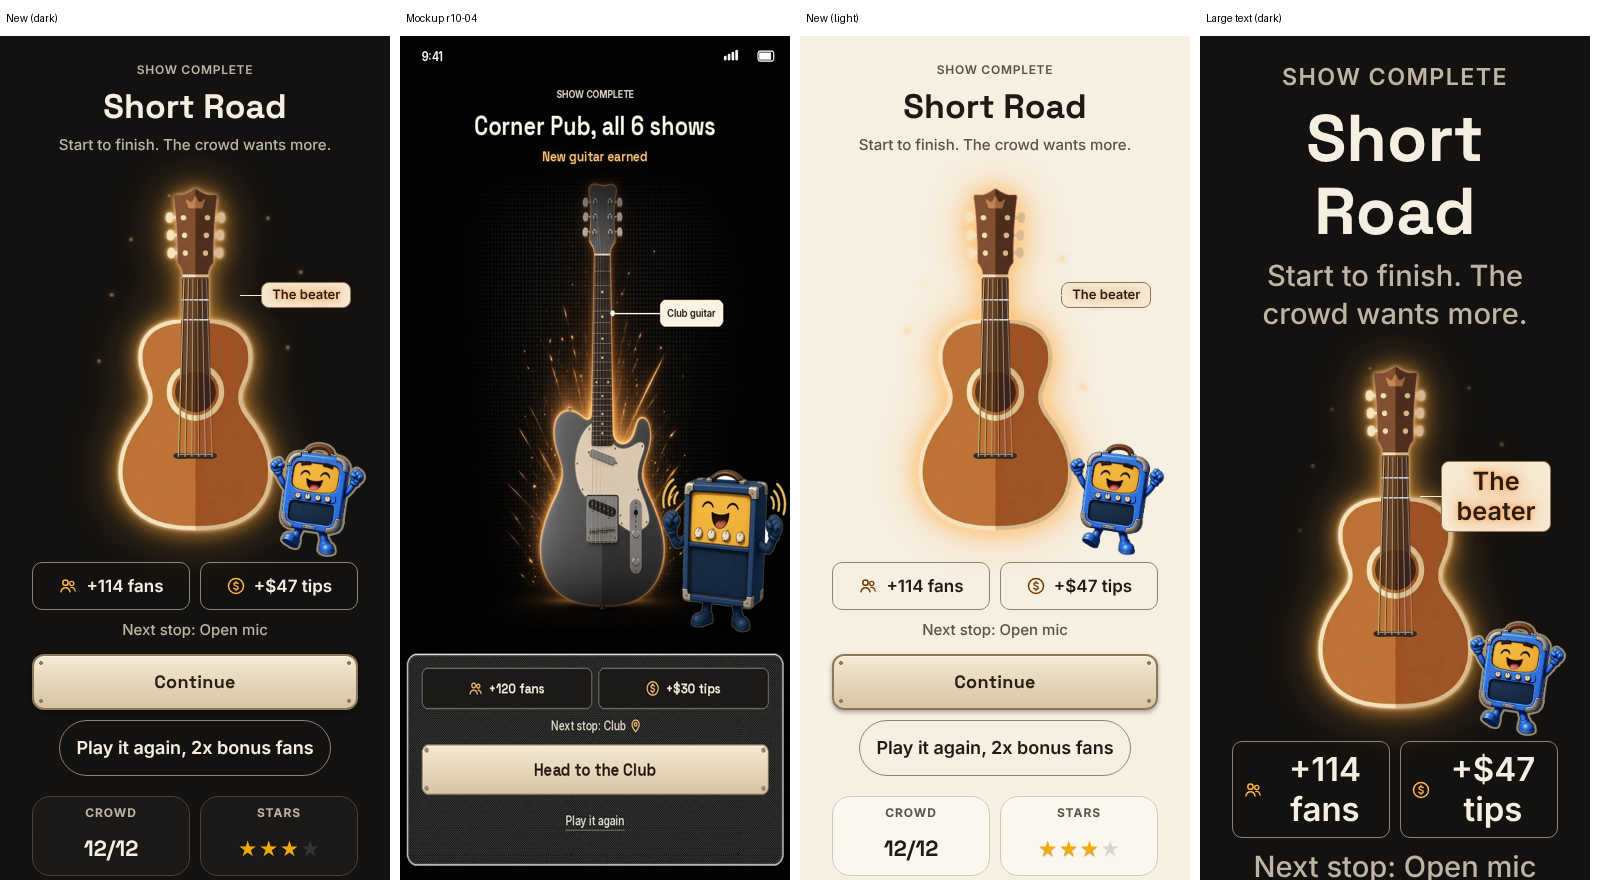 New (dark)
SHOW COMPLETE
Short Road
Start to finish. The crowd wants more.
The beater
+114 fans
+$47 tips
Next stop: Open mic
Continue
Play it again, 2x bonus fans
CROWD
12/12
STARS
Mockup r10-04
9:41
SHOW COMPLETE
Corner Pub, all 6 shows
New guitar earned
Club guitar
+120 fans
+$30 tips
Next stop: Club
Head to the Club
Play it again
New (light)
SHOW COMPLETE
Short Road
Start to finish. The crowd wants more.
The beater
+114 fans
+$47 tips
Next stop: Open mic
Continue
Play it again, 2x bonus fans
CROWD
12/12
STARS
Large text (dark)
SHOW COMPLETE
Short
Road
Start to finish. The
crowd wants more.
The
beater
+114
fans
+$47
tips
Next stop: Open mic